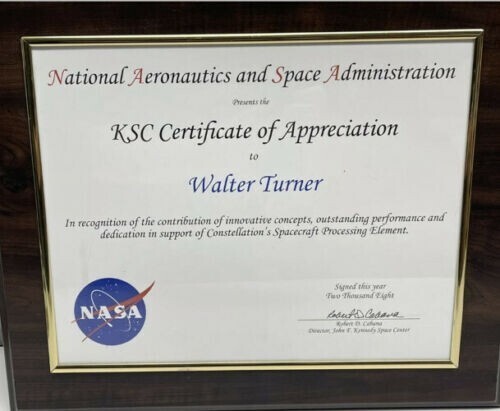 National Aeronautics and Space Administration
Presents the
KSC Certificate of Appreciation
to
Walter Turner
In recognition of the contribution of innovative concepts, outstanding performance and
dedication in support of Constellation's Spacecraft Processing Element.
NASA
Signed this year
Two Thousand Eight
Robert D Cabana
Robert D. Cabana
Director, John F. Kennedy Space Center